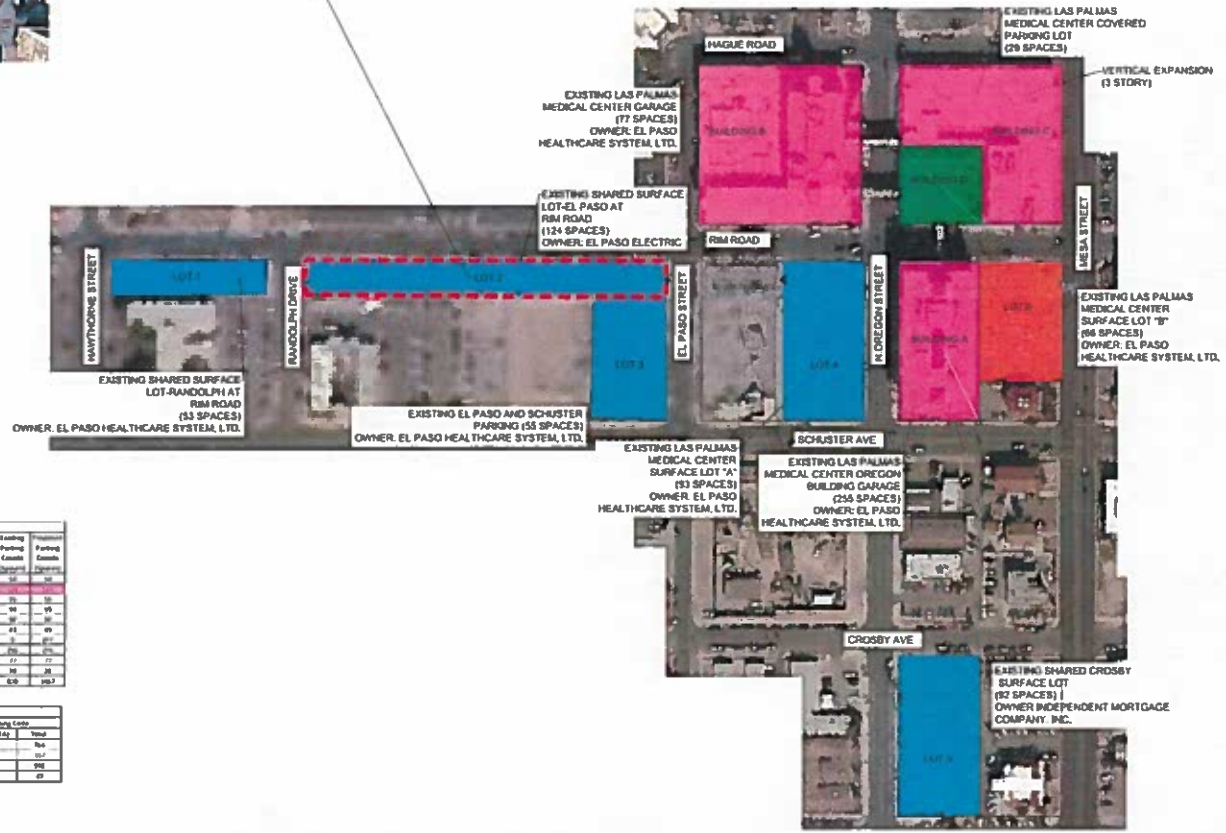 EXISTING LAS PALMAS
MEDICAL CENTER COVERED
PARKING LOT
(29 SPACES)
HAGUE ROAD
VERTICAL EXPANSION
(3 STORY)
EXISTING LAS PALMAS
MEDICAL CENTER GARAGE
(77 SPACES)
OWNER: EL PASO
HEALTHCARE SYSTEM, LTD.
BUILDING B
BUILDING C
BUILDING D
EXISTING SHARED SURFACE
LOT-EL PASO AT
RIM ROAD
(124 SPACES)
OWNER: EL PASO ELECTRIC
RIM ROAD
MESA STREET
HAWTHORNE STREET
LOT 1
RANDOLPH DRIVE
LOT 2
EL PASO STREET
N.OREGON STREET
LOT 3
LOT 4
BUILDING A
EXISTING LAS PALMAS
MEDICAL CENTER
SURFACE LOT "B"
(66 SPACES)
OWNER: EL PASO
HEALTHCARE SYSTEM, LTD.
EXISTING SHARED SURFACE
LOT-RANDOLPH AT
RIM ROAD
(53 SPACES)
OWNER: EL PASO HEALTHCARE SYSTEM, LTD.
EXISTING EL PASO AND SCHUSTER
PARKING (55 SPACES)
OWNER: EL PASO HEALTHCARE SYSTEM, LTD.
SCHUSTER AVE
EXISTING LAS PALMAS
MEDICAL CENTER
SURFACE LOT "A"
(93 SPACES)
OWNER: EL PASO
HEALTHCARE SYSTEM, LTD.
EXISTING LAS PALMAS
MEDICAL CENTER OREGON
BUILDING GARAGE
(255 SPACES)
OWNER: EL PASO
HEALTHCARE SYSTEM, LTD.
CROSBY AVE
EXISTING SHARED CROSBY
SURFACE LOT
(92 SPACES)
OWNER INDEPENDENT MORTGAGE
COMPANY, INC.
Parking
Parking
Total